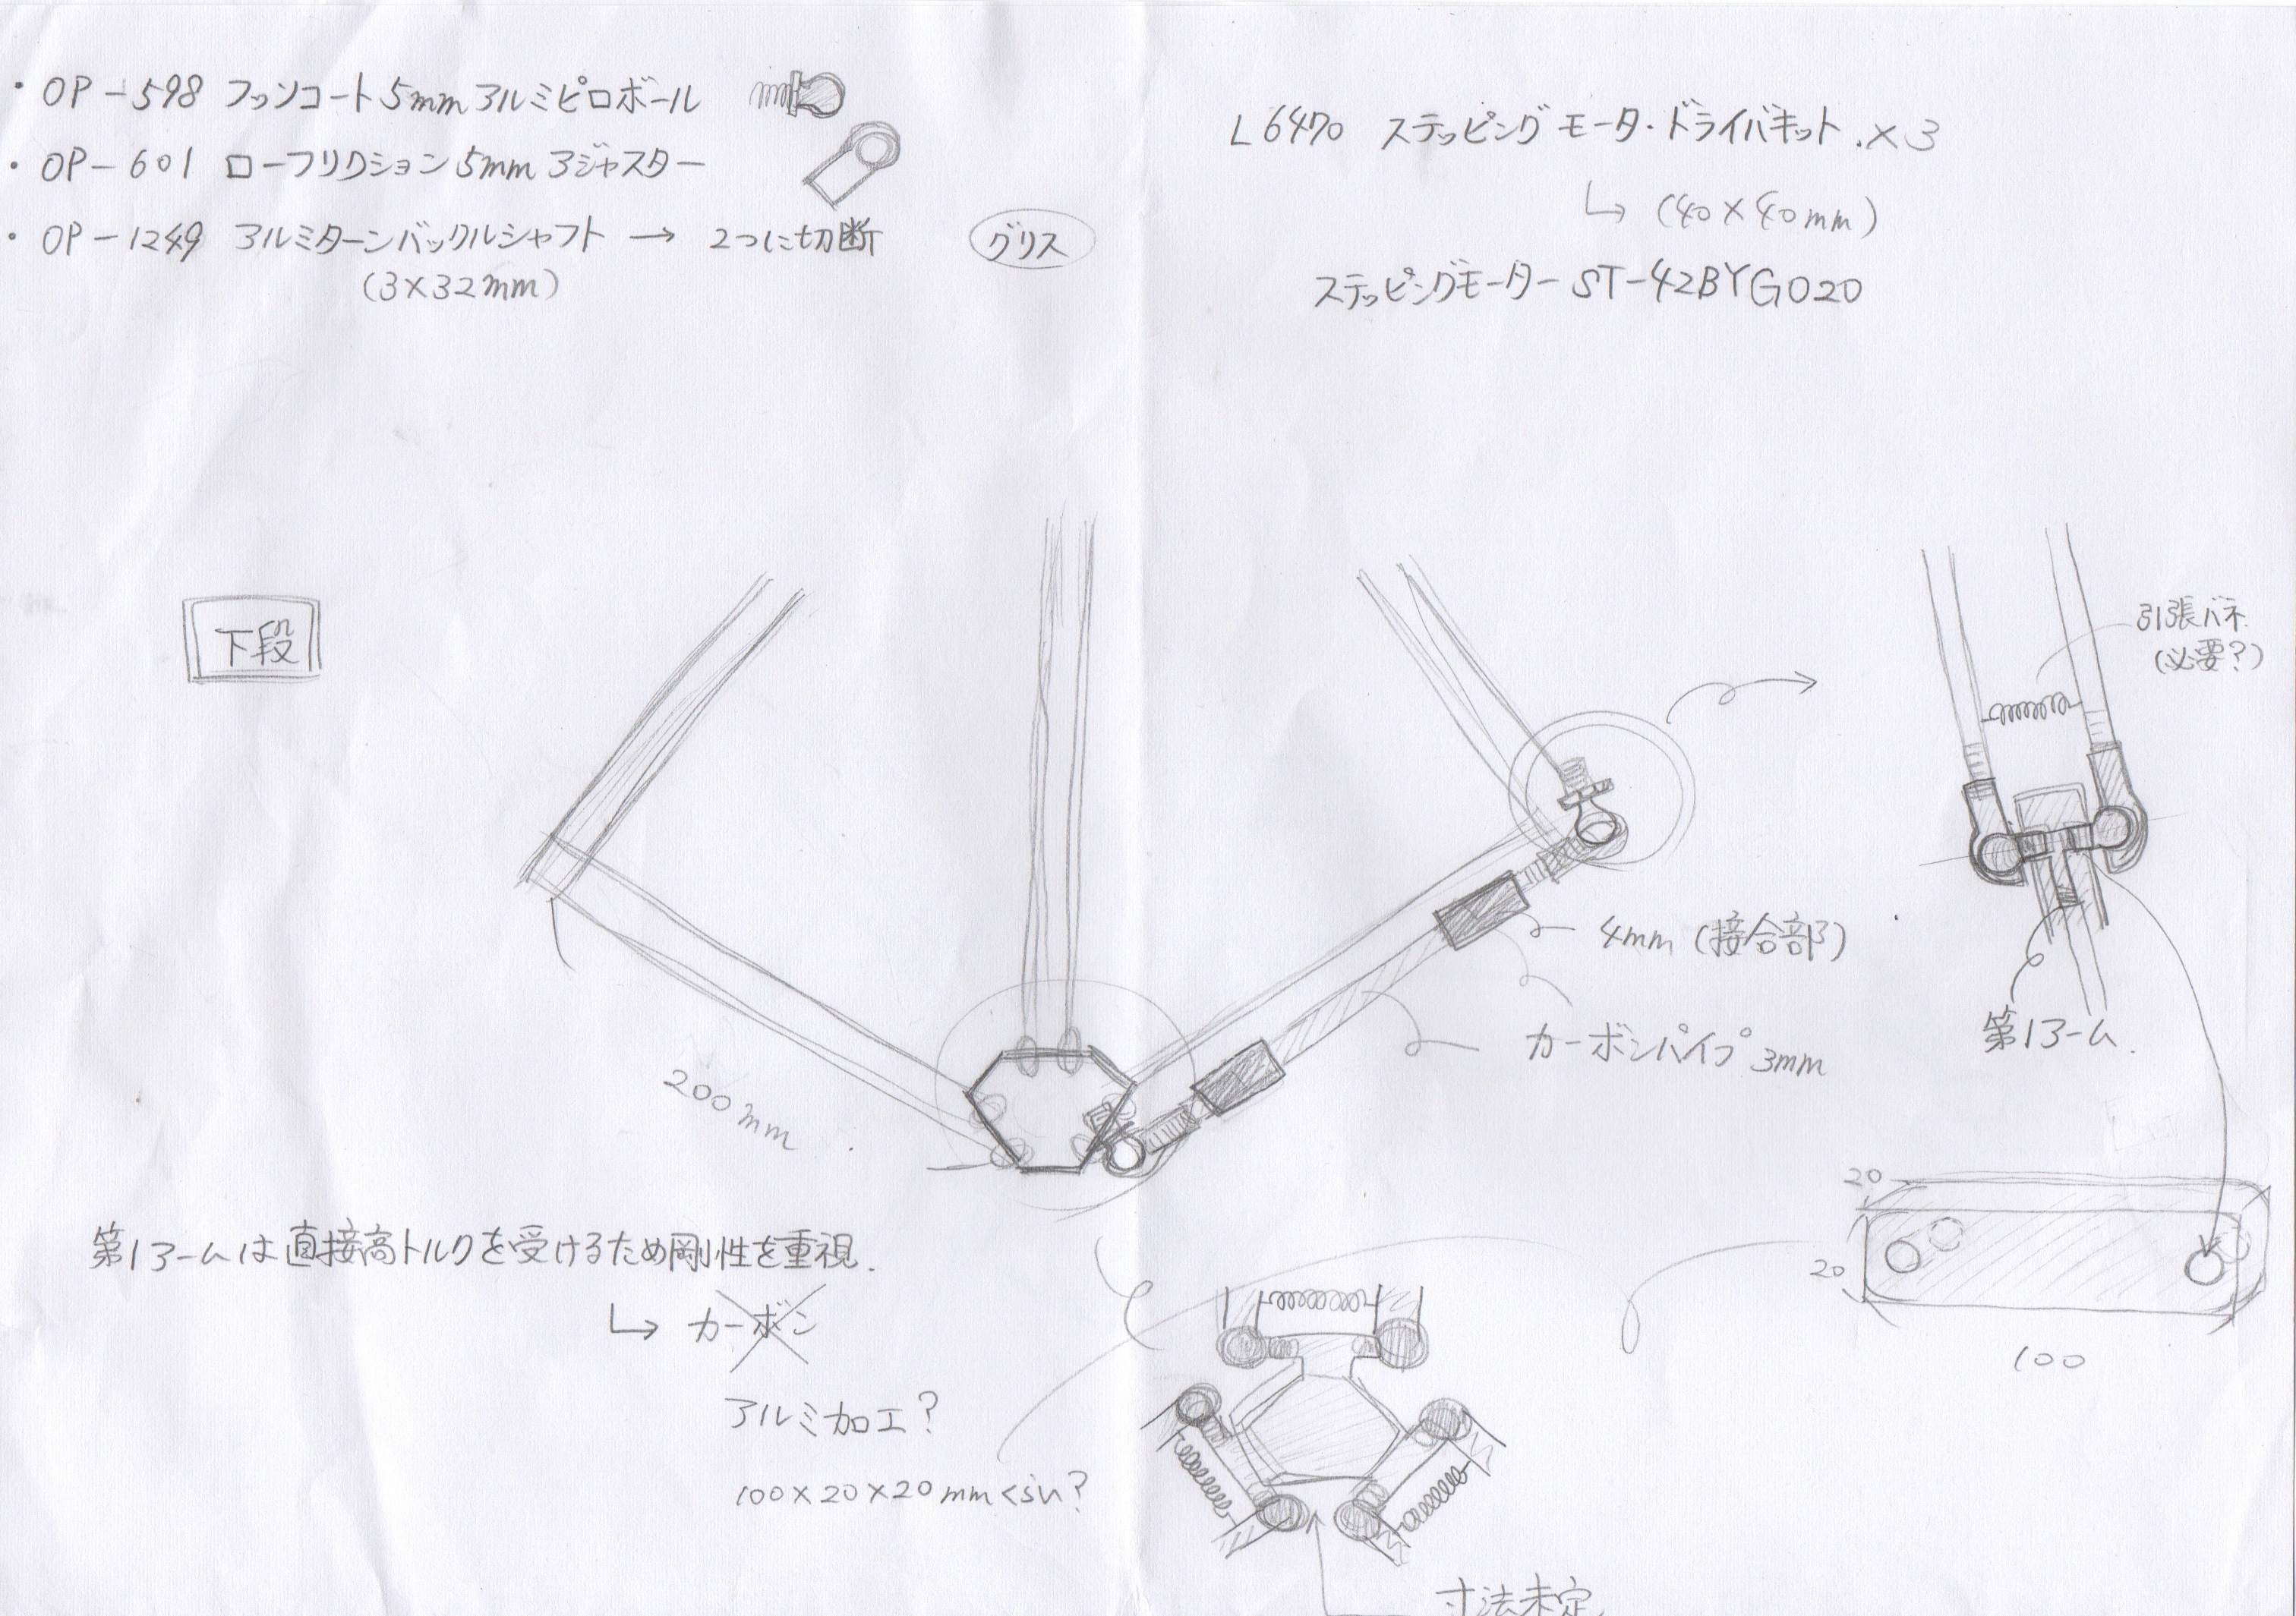 ・OP-598 フッソコート5mmアルミピロボール
・OP-601 ローフリクション5mmアジャスター
・OP-1249 アルミターンバックルシャフト → 2つに切断
(3×32mm)
グリス
L6470 ステッピングモータ・ドライバキット.×3
↳ (40×40mm)
ステッピングモーター ST-42BYG020
下段
引張バネ
(必要?)
4mm (接合部)
カーボンパイプ 3mm
第1アーム.
200mm
20
20
100
第1アームは直接高トルクを受けるため剛性を重視.
↳ カーボン
アルミ加工?
100×20×20mmくらい?
寸法未定